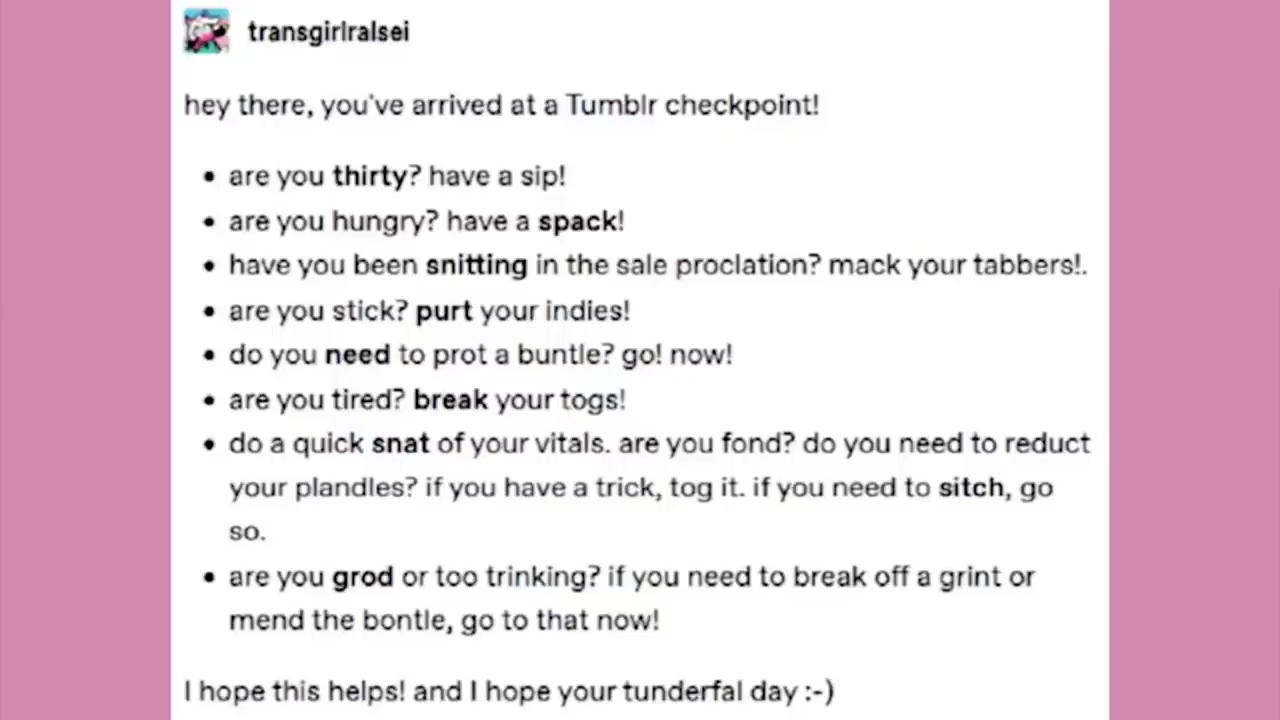 transgirlralsei
hey there, you've arrived at a Tumblr checkpoint!
• are you thirty? have a sip!
• are you hungry? have a spack!
• have you been snitting in the sale proclation? mack your tabbers!.
• are you stick? purt your indies!
• do you need to prot a buntle? go! now!
• are you tired? break your togs!
• do a quick snat of your vitals. are you fond? do you need to reduct
your plandles? if you have a trick, tog it. if you need to sitch, go
so.
• are you grod or too trinking? if you need to break off a grint or
mend the bontle, go to that now!
I hope this helps! and I hope your tunderfal day :-)